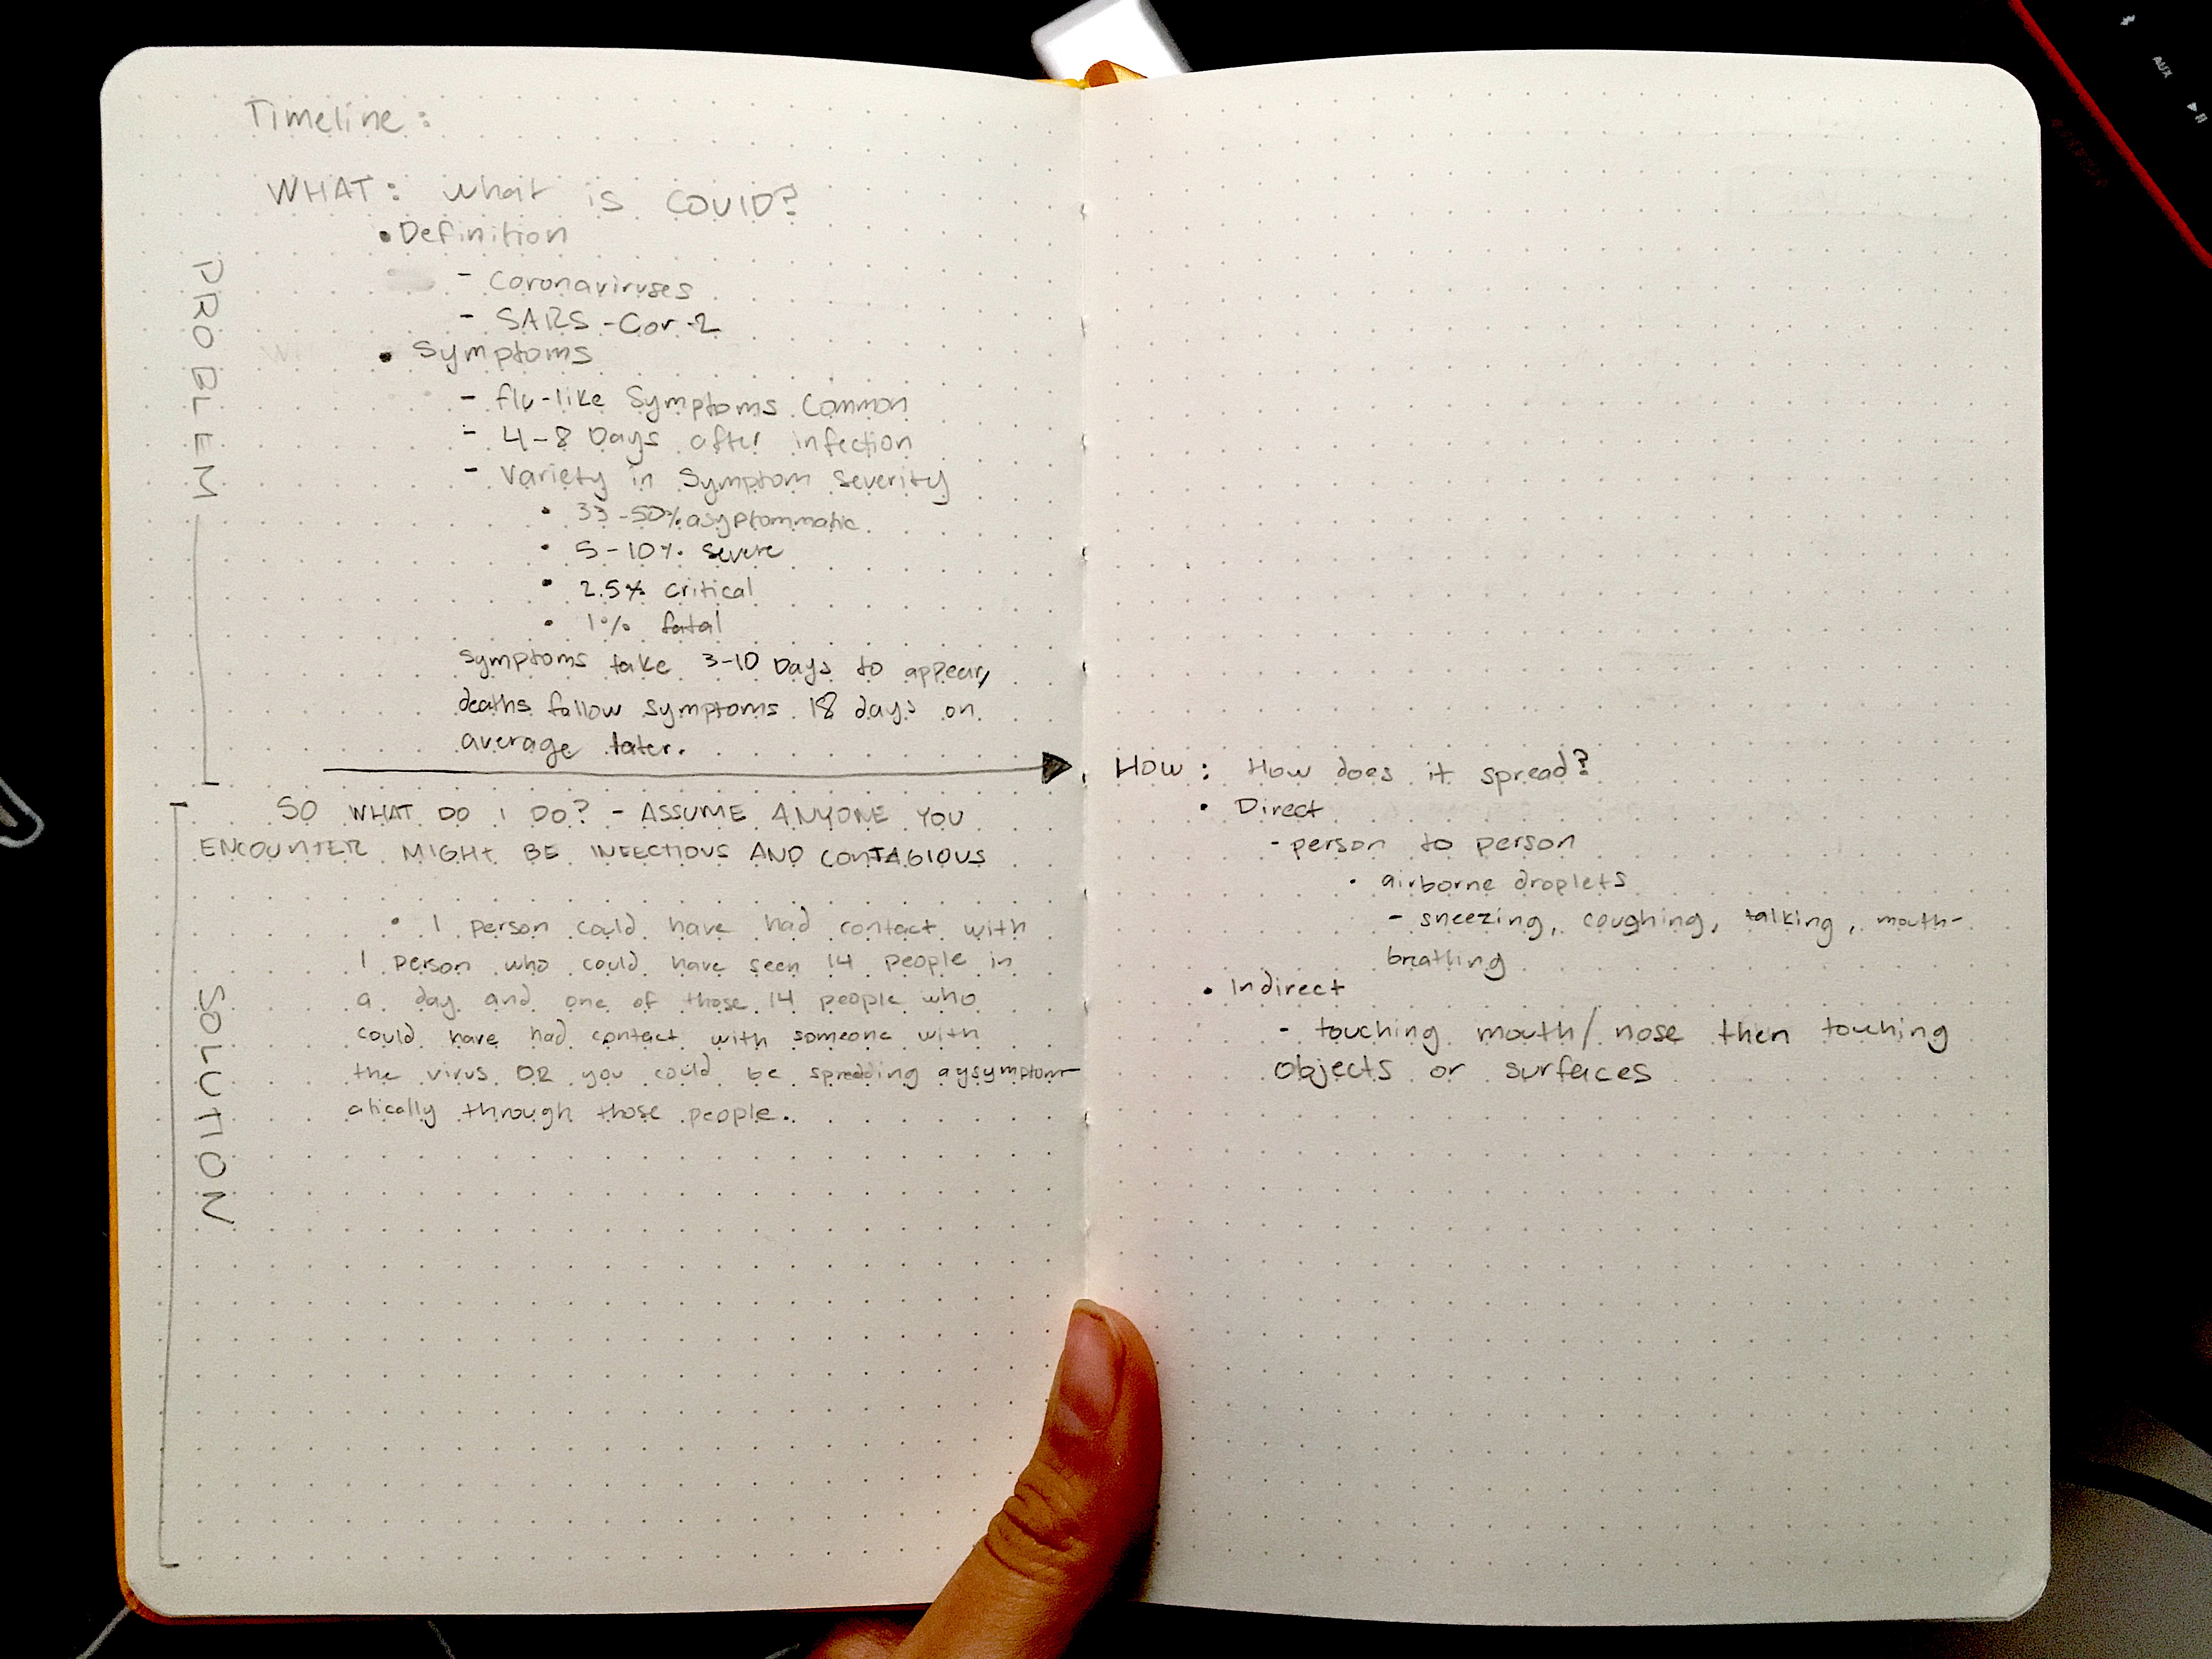 Timeline:
WHAT: What is COVID?
• Definition
- Coronaviruses
- SARS-Cov-2
• Symptoms
- flu-like Symptoms Common
- 4-8 Days after infection
- Variety in Symptom severity
• 33-50% asyptommatic
• 5-10% severe
• 2.5% critical
• 1% fatal
symptoms take 3-10 Days to appear,
deaths follow symptoms 18 days on
average later.
PROBLEM
SO WHAT DO I DO? - ASSUME ANYONE YOU
ENCOUNTER MIGHT BE INFECTIOUS AND CONTAGIOUS
• 1 person could have had contact with
1 person who could have seen 14 people in
a day and one of those 14 people who
could have had contact with someone with
the virus OR you could be spreading aysymptom-
atically through those people.
SOLUTION
How: How does it spread?
• Direct
- person to person
• airborne droplets
- sneezing, coughing, talking, mouth-
breathing
• Indirect
- touching mouth/nose then touching
objects or surfaces
AUX